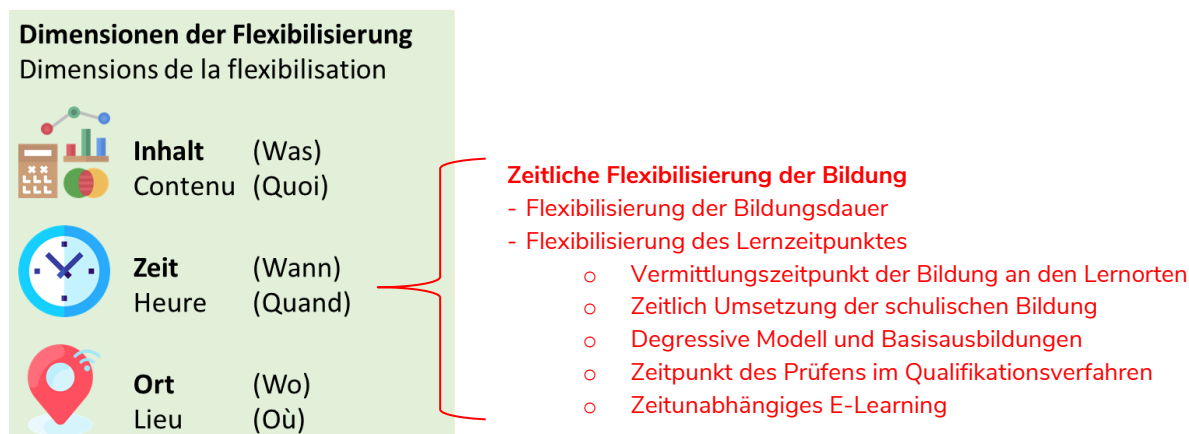 Dimensionen der Flexibilisierung
Dimensions de la flexibilisation
Inhalt (Was)
Contenu (Quoi)
Zeit (Wann)
Heure (Quand)
Ort (Wo)
Lieu (Où)
Zeitliche Flexibilisierung der Bildung
- Flexibilisierung der Bildungsdauer
- Flexibilisierung des Lernzeitpunktes
o Vermittlungszeitpunkt der Bildung an den Lernorten
o Zeitlich Umsetzung der schulischen Bildung
o Degressive Modell und Basisausbildungen
o Zeitpunkt des Prüfens im Qualifikationsverfahren
o Zeitunabhängiges E-Learning